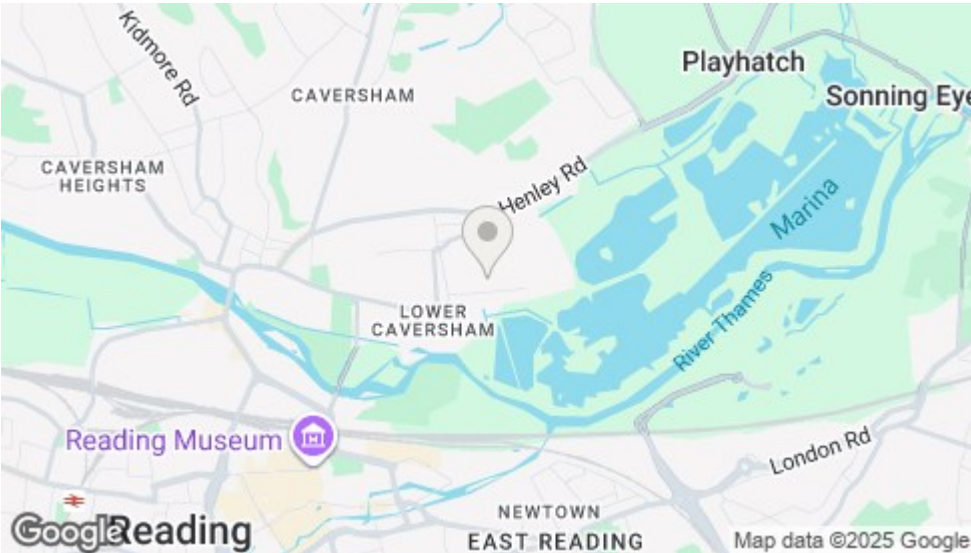 Kidmore Rd
Playhatch
CAVERSHAM
Sonning Eye
CAVERSHAM
HEIGHTS
Henley Rd
Marina
LOWER
CAVERSHAM
River Thames
Reading Museum
London Rd
NEWTOWN
Google
Reading
EAST READING
Map data ©2025 Google